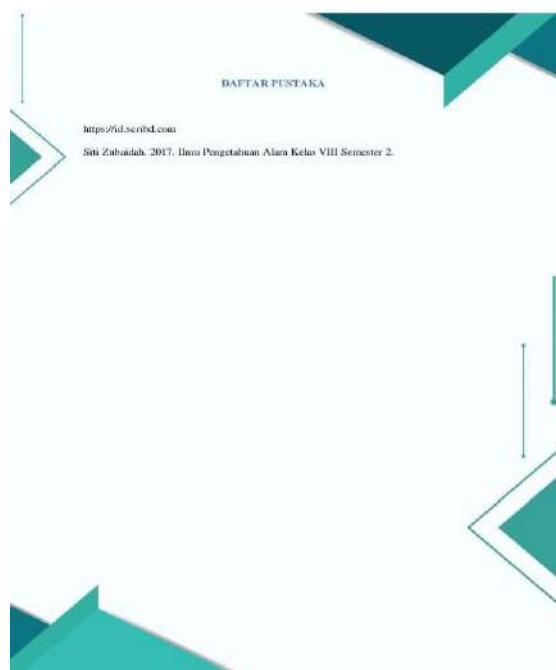 DAFTAR PUSTAKA
https://id.scribd.com
Siti Zubaidah. 2017. Ilmu Pengetahuan Alam Kelas VIII Semester 2.